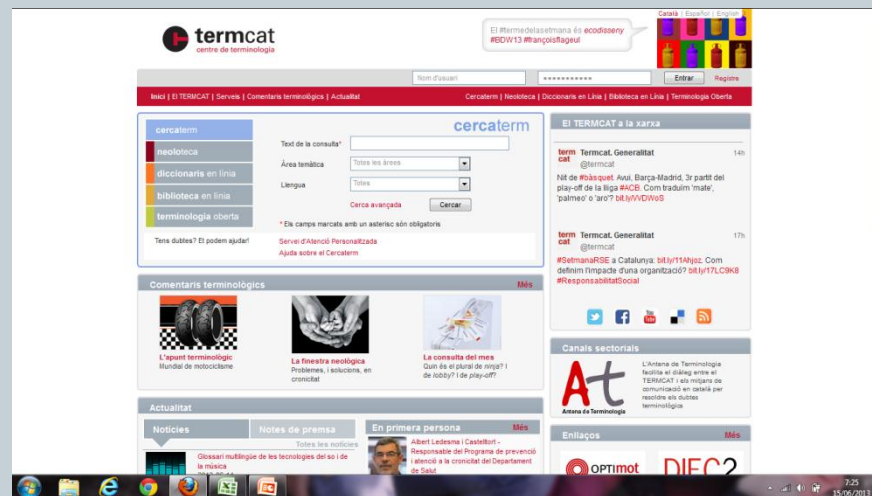 Català | Español | English
termcat
centre de terminologia
El #termedelasetmana és ecodisseny
#BDW13 #françoisflageul
Nom d'usuari
Entrar
Registre
Inici | El TERMCAT | Serveis | Comentaris terminològics | Actualitat
Cercaterm | Neoloteca | Diccionaris en Línia | Biblioteca en Línia | Terminologia Oberta
cercaterm
neoloteca
diccionaris en línia
biblioteca en línia
terminologia oberta
cercaterm
Text de la consulta*
Àrea temàtica
Totes les àrees
Llengua
Totes
Cerca avançada
Cercar
* Els camps marcats amb un asterisc són obligatoris
Tens dubtes? Et podem ajudar!
Servei d'Atenció Personalitzada
Ajuda sobre el Cercaterm
El TERMCAT a la xarxa
term
cat
Termcat. Generalitat
14h
@termcat
Nit de #bàsquet. Avui, Barça-Madrid, 3r partit del
play-off de la lliga #ACB. Com traduïm 'mate',
'palmeo' o 'aro'? bit.ly/VVDWoS
term
cat
Termcat. Generalitat
17h
@termcat
#SetmanaRSE a Catalunya: bit.ly/11Ahjoz. Com
definim l'impacte d'una organització? bit.ly/17LC9K8
#ResponsabilitatSocial
You
Tube
Comentaris terminològics
Més
L'apunt terminològic
Mundial de motociclisme
La finestra neològica
Problemes, i solucions, en
cronicitat
La consulta del mes
Quin és el plural de ninja? I
de lobby? I de play-off?
Canals sectorials
At
Antena de Terminologia
L'Antena de Terminologia
facilita el diàleg entre el
TERMCAT i els mitjans de
comunicació en català per
resoldre els dubtes
terminològics
Actualitat
Notícies
Notes de premsa
Totes les notícies
Glossari multilingüe de les tecnologies del so i de
la música
En primera persona
Més
Albert Ledesma i Castelltort -
Responsable del Programa de prevenció
i atenció a la cronicitat del Departament
de Salut
Enllaços
Més
OPTIMOT
DIEC2
7:25
15/06/2013